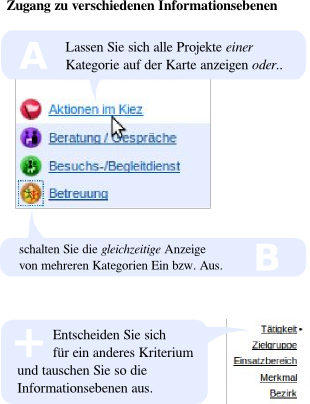 Zugang zu verschiedenen Informationsebenen
A
Lassen Sie sich alle Projekte einer
Kategorie auf der Karte anzeigen oder..
Aktionen im Kiez
Beratung / Gespräche
Besuchs-/Begleitdienst
Betreuung
schalten Sie die gleichzeitige Anzeige
von mehreren Kategorien Ein bzw. Aus.
B
+
Entscheiden Sie sich
für ein anderes Kriterium
und tauschen Sie so die
Informationsebenen aus.
Tätigkeit
Zielgruppe
Einsatzbereich
Merkmal
Bezirk